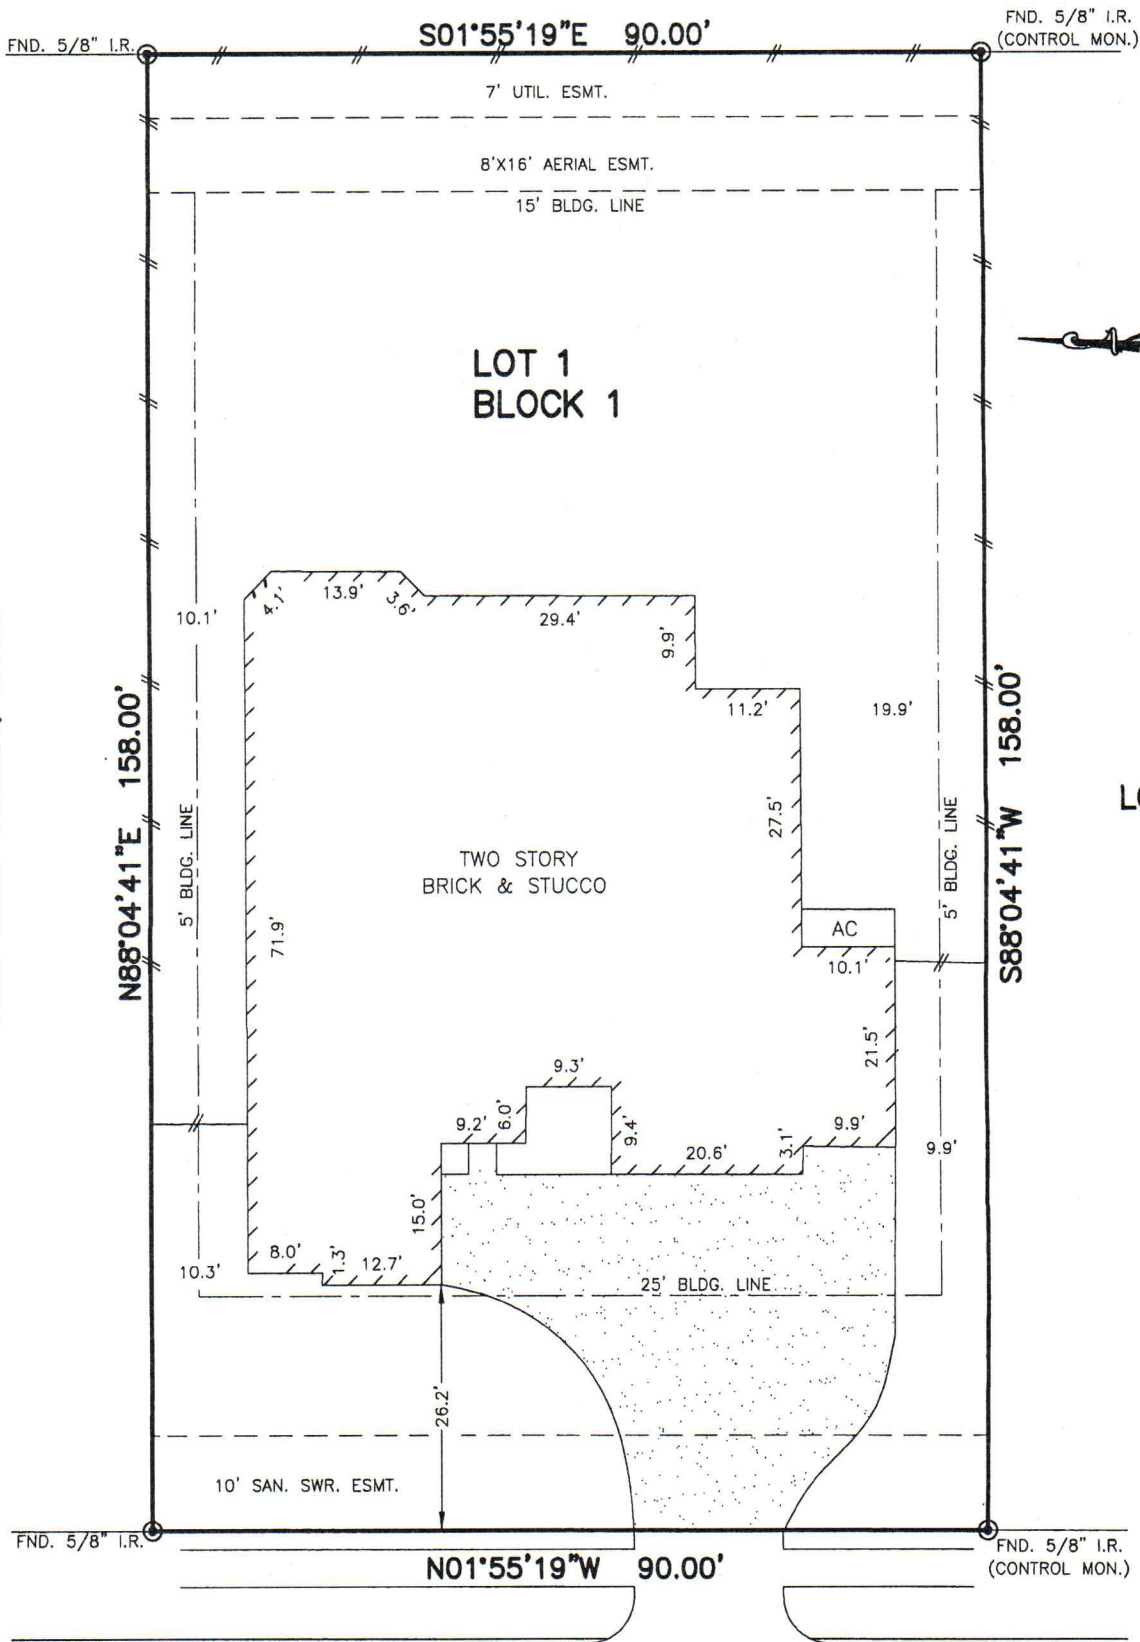 FND. 5/8" I.R.
S01°55'19"E 90.00'
FND. 5/8" I.R.
(CONTROL MON.)
7' UTIL. ESMT.
8'X16' AERIAL ESMT.
15' BLDG. LINE
LOT 1
BLOCK 1
10.1'
4.1'
13.9'
3.6'
29.4'
9.9'
11.2'
19.9'
N88°04'41"E 158.00'
S88°04'41"W 158.00'
5' BLDG. LINE
5' BLDG. LINE
27.5'
TWO STORY
BRICK & STUCCO
71.9'
AC
10.1'
21.5'
9.3'
9.2'
6.0'
9.4'
20.6'
3.1'
9.9'
9.9'
15.0'
10.3'
8.0'
1.3'
12.7'
25' BLDG. LINE
26.2'
10' SAN. SWR. ESMT.
FND. 5/8" I.R.
N01°55'19"W 90.00'
FND. 5/8" I.R.
(CONTROL MON.)